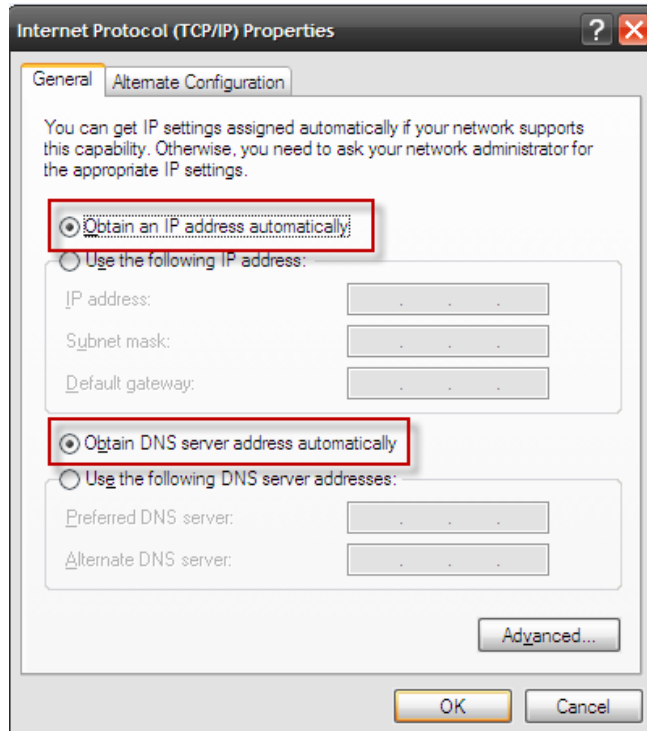 Internet Protocol (TCP/IP) Properties
General
Alternate Configuration
You can get IP settings assigned automatically if your network supports
this capability. Otherwise, you need to ask your network administrator for
the appropriate IP settings.
Obtain an IP address automatically
Use the following IP address:
IP address:
Subnet mask:
Default gateway:
Obtain DNS server address automatically
Use the following DNS server addresses:
Preferred DNS server:
Alternate DNS server:
Advanced...
OK
Cancel